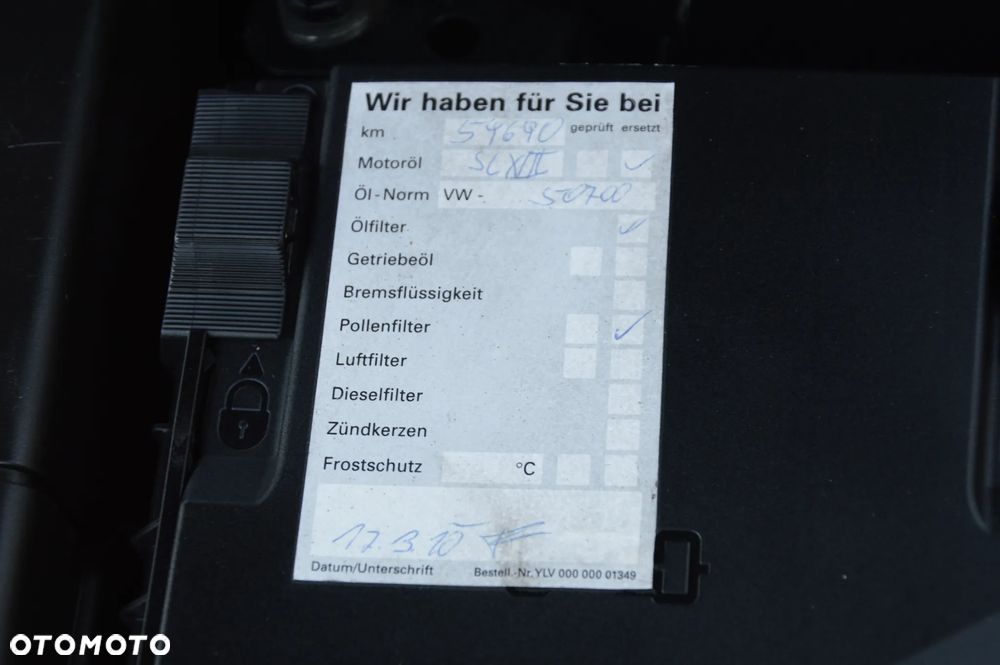 Wir haben für Sie bei
km 59690 geprüft ersetzt
Motoröl
Öl-Norm VW- 50700
Ölfilter
Getriebeöl
Bremsflüssigkeit
Pollenfilter
Luftfilter
Dieselfilter
Zündkerzen
Frostschutz °C
17.3.10
Datum/Unterschrift Bestell.-Nr. YLV 000 000 01349
OTOMOTO